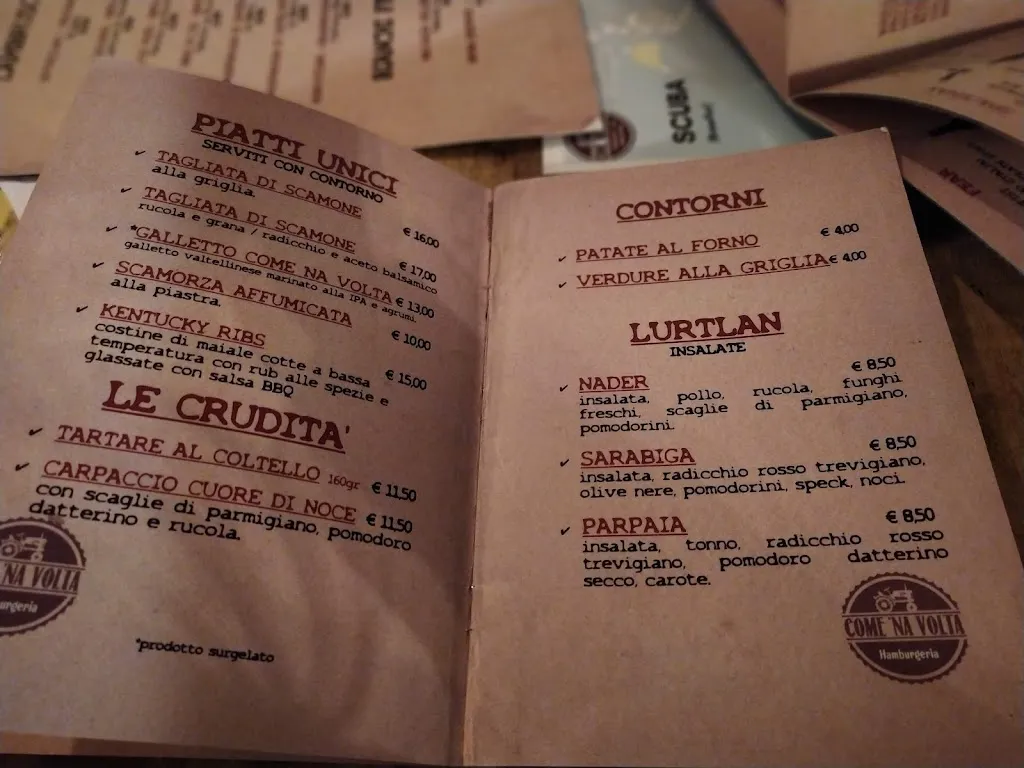 PIATTI UNICI
SERVITI CON CONTORNO
TAGLIATA DI SCAMONE
alla griglia. € 16,00
TAGLIATA DI SCAMONE
rucola e grana / radicchio e aceto balsamico € 17,00
*GALLETTO COME NA VOLTA € 13,00
galletto valtellinese marinato alla IPA e agrumi.
SCAMORZA AFFUMICATA
alla piastra. € 10,00
KENTUCKY RIBS
costine di maiale cotte a bassa € 15,00
temperatura con rub alle spezie e
glassate con salsa BBQ
LE CRUDITA'
TARTARE AL COLTELLO 160gr € 11,50
CARPACCIO CUORE DI NOCE € 11,50
con scaglie di parmigiano, pomodoro
datterino e rucola.
'NA VOLTA
urgeria
*prodotto surgelato
CONTORNI
PATATE AL FORNO € 4,00
VERDURE ALLA GRIGLIA € 4,00
LURTLAN
INSALATE
NADER € 8,50
insalata, pollo, rucola, funghi
freschi, scaglie di parmigiano,
pomodorini.
SARABIGA € 8,50
insalata, radicchio rosso trevigiano,
olive nere, pomodorini, speck, noci.
PARPAIA € 8,50
insalata, tonno, radicchio rosso
trevigiano, pomodoro datterino
secco, carote.
COME 'NA VOLTA
Hamburgeria
SCUBA